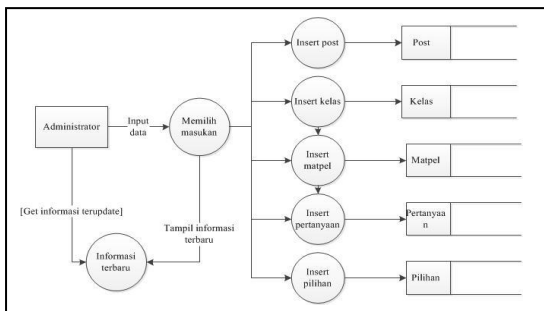 Insert post
Post
Insert kelas
Kelas
Administrator
Input
data
Memilih
masukan
Insert
matpel
Matpel
[Get informasi terupdate]
Tampil informasi
terbaru
Insert
pertanyaan
Pertanyaa
n
Informasi
terbaru
Insert
pilihan
Pilihan